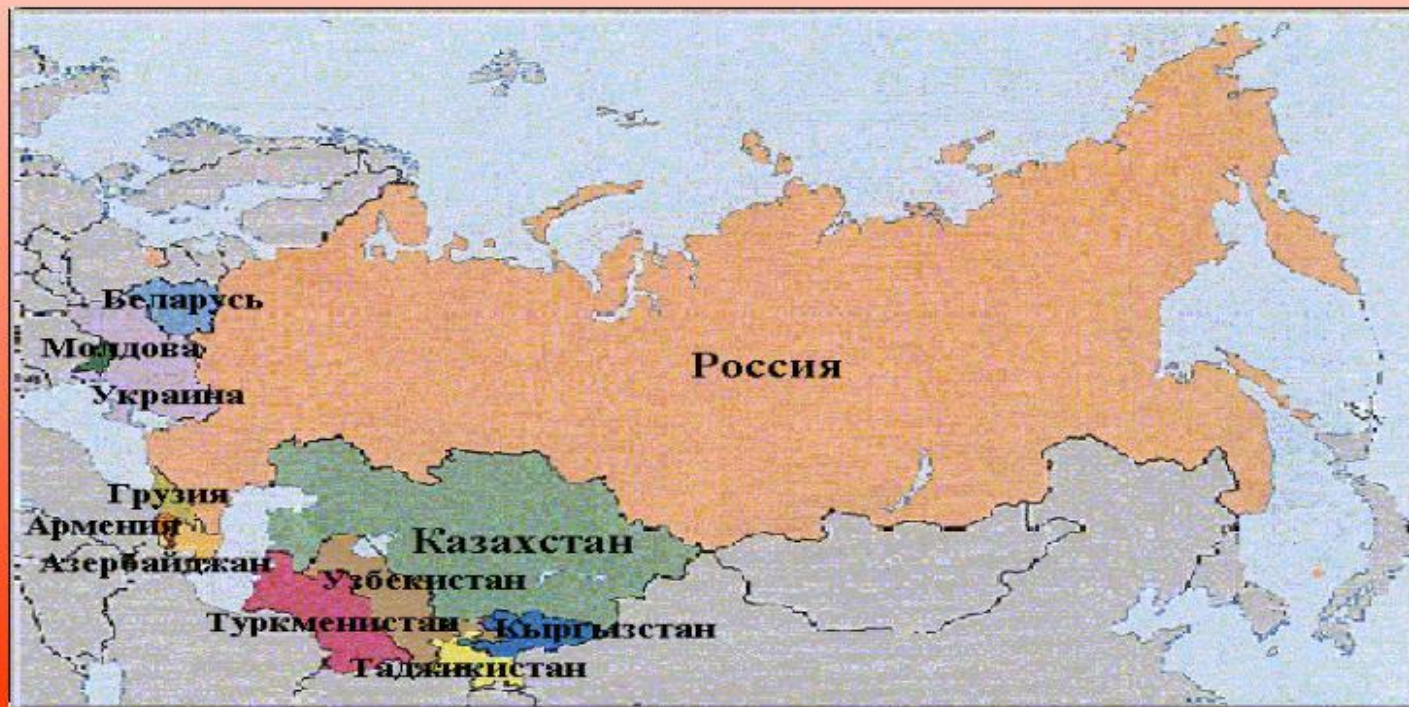 Беларусь
Молдова
Россия
Украина
Грузия
Армения
Казахстан
Азербайджан
Узбекистан
Туркменистан
Кыргызстан
Таджикистан